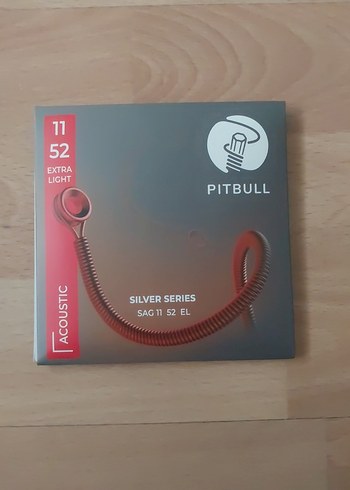 11
52
EXTRA
LIGHT
PITBULL
SILVER SERIES
SAG 11 52 EL
ACOUSTIC